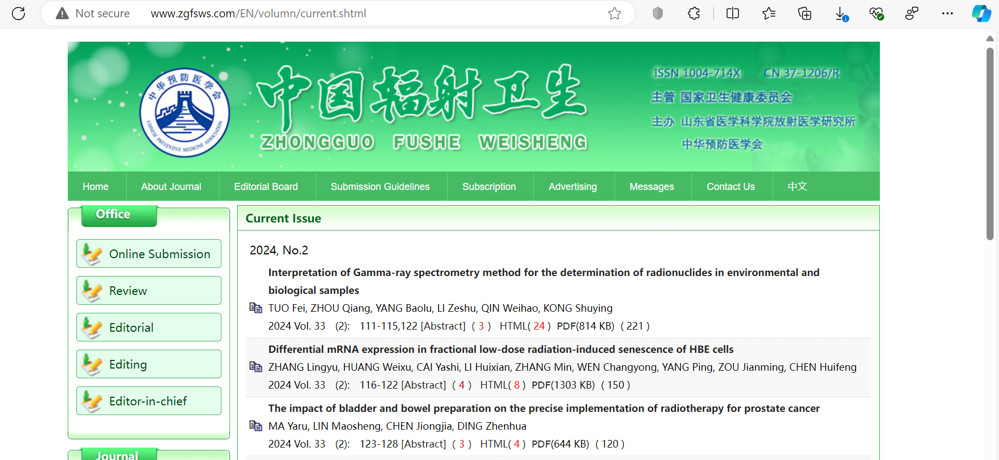 Not secure www.zgfsws.com/EN/volumn/current.shtml
中华预防医学会
CHINESE PREVENTIVE MEDICINE ASSOCIATION
中国辐射卫生
ZHONGGUO FUSHE WEISHENG
ISSN 1004-714X CN 37-1206/R
主管 国家卫生健康委员会
主办 山东省医学科学院放射医学研究所
中华预防医学会
Home About Journal Editorial Board Submission Guidelines Subscription Advertising Messages Contact Us 中文
Office
Online Submission
Review
Editorial
Editing
Editor-in-chief
Journal
Current Issue
2024, No.2
Interpretation of Gamma-ray spectrometry method for the determination of radionuclides in environmental and
biological samples
TUO Fei, ZHOU Qiang, YANG Baolu, LI Zeshu, QIN Weihao, KONG Shuying
2024 Vol. 33 (2): 111-115,122 [Abstract] ( 3 ) HTML( 24 ) PDF(814 KB) ( 221 )
Differential mRNA expression in fractional low-dose radiation-induced senescence of HBE cells
ZHANG Lingyu, HUANG Weixu, CAI Yashi, LI Huixian, ZHANG Min, WEN Changyong, YANG Ping, ZOU Jianming, CHEN Huifeng
2024 Vol. 33 (2): 116-122 [Abstract] ( 4 ) HTML( 8 ) PDF(1303 KB) ( 150 )
The impact of bladder and bowel preparation on the precise implementation of radiotherapy for prostate cancer
MA Yaru, LIN Maosheng, CHEN Jiongjia, DING Zhenhua
2024 Vol. 33 (2): 123-128 [Abstract] ( 3 ) HTML( 4 ) PDF(644 KB) ( 120 )